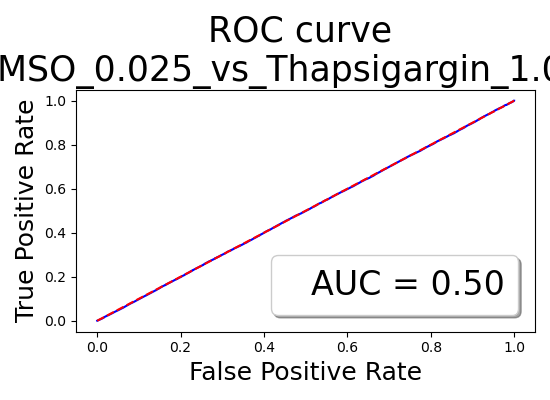 ROC curve
MSO_0.025_vs_Thapsigargin_1.0
True Positive Rate
1.0
0.8
0.6
0.4
0.2
0.0
AUC = 0.50
0.0 0.2 0.4 0.6 0.8 1.0
False Positive Rate